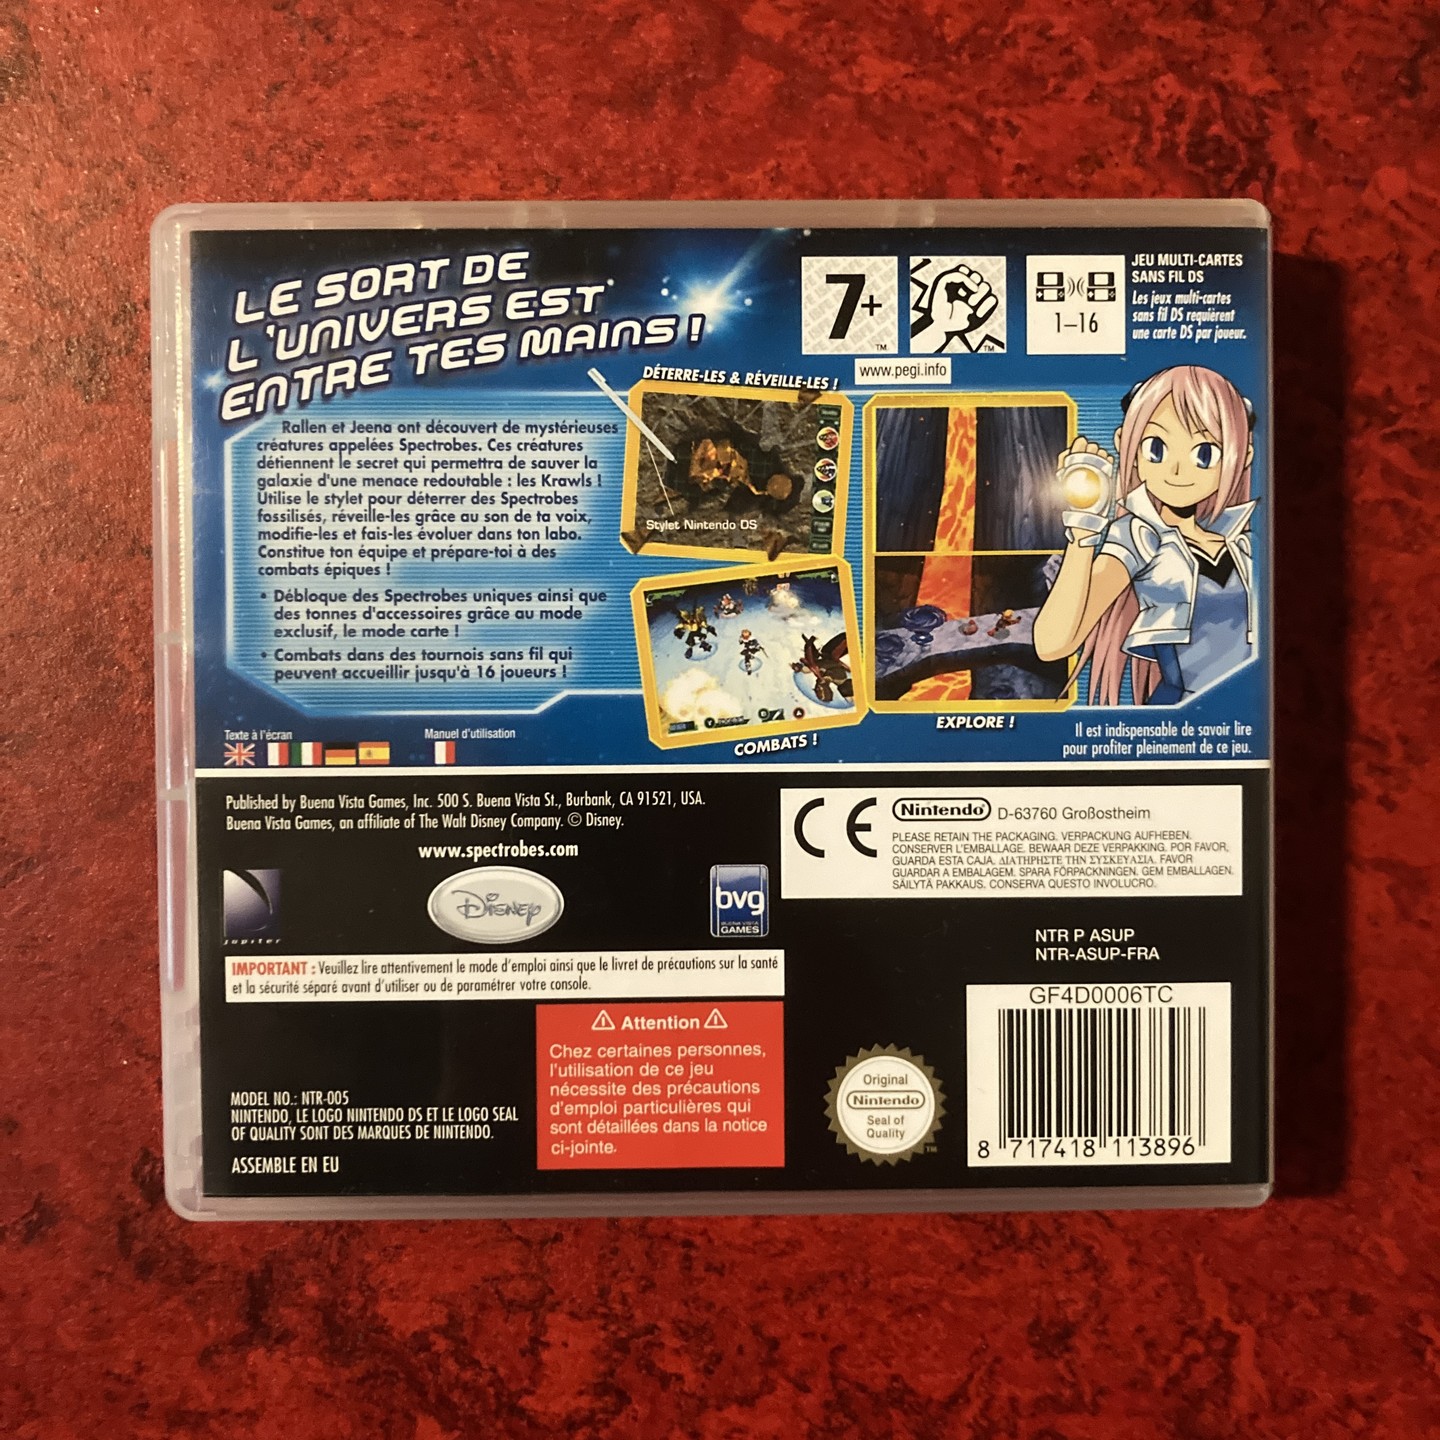 LE SORT DE
L'UNIVERS EST
ENTRE TES MAINS !
7+
TM
TM
www.pegi.info
1–16
JEU MULTI-CARTES
SANS FIL DS
Les jeux multi-cartes
sans fil DS requièrent
une carte DS par joueur.
Rallen et Jeena ont découvert de mystérieuses
créatures appelées Spectrobes. Ces créatures
détiennent le secret qui permettra de sauver la
galaxie d'une menace redoutable : les Krawls !
Utilise le stylet pour déterrer des Spectrobes
fossilisés, réveille-les grâce au son de ta voix,
modifie-les et fais-les évoluer dans ton labo.
Constitue ton équipe et prépare-toi à des
combats épiques !
• Débloque des Spectrobes uniques ainsi que
des tonnes d'accessoires grâce au mode
exclusif, le mode carte !
• Combats dans des tournois sans fil qui
peuvent accueillir jusqu'à 16 joueurs !
DÉTERRE-LES & RÉVEILLE-LES !
Stylet Nintendo DS
COMBATS !
EXPLORE !
Il est indispensable de savoir lire
pour profiter pleinement de ce jeu.
Texte à l'écran
Manuel d'utilisation
Published by Buena Vista Games, Inc. 500 S. Buena Vista St., Burbank, CA 91521, USA.
Buena Vista Games, an affiliate of The Walt Disney Company. © Disney.
www.spectrobes.com
jupiter
Disney
bvg
BUENA VISTA
GAMES
CE
Nintendo®
D-63760 Großostheim
PLEASE RETAIN THE PACKAGING. VERPACKUNG AUFHEBEN.
CONSERVER L'EMBALLAGE. BEWAAR DEZE VERPAKKING. POR FAVOR,
GUARDA ESTA CAJA. ΔΙΑΤΗΡΗΣΤΕ ΤΗΝ ΣΥΣΚΕΥΑΣΙΑ. FAVOR
GUARDAR A EMBALAGEM. SPARA FÖRPACKNINGEN. GEM EMBALLAGEN.
SÄILYTÄ PAKKAUS. CONSERVA QUESTO INVOLUCRO.
NTR P ASUP
NTR-ASUP-FRA
IMPORTANT : Veuillez lire attentivement le mode d'emploi ainsi que le livret de précautions sur la santé
et la sécurité séparé avant d'utiliser ou de paramétrer votre console.
⚠ Attention ⚠
Chez certaines personnes,
l'utilisation de ce jeu
nécessite des précautions
d'emploi particulières qui
sont détaillées dans la notice
ci-jointe.
MODEL NO.: NTR-005
NINTENDO, LE LOGO NINTENDO DS ET LE LOGO SEAL
OF QUALITY SONT DES MARQUES DE NINTENDO.
ASSEMBLE EN EU
Original
Nintendo®
Seal of
Quality
TM
GF4D0006TC
8 717418 113896